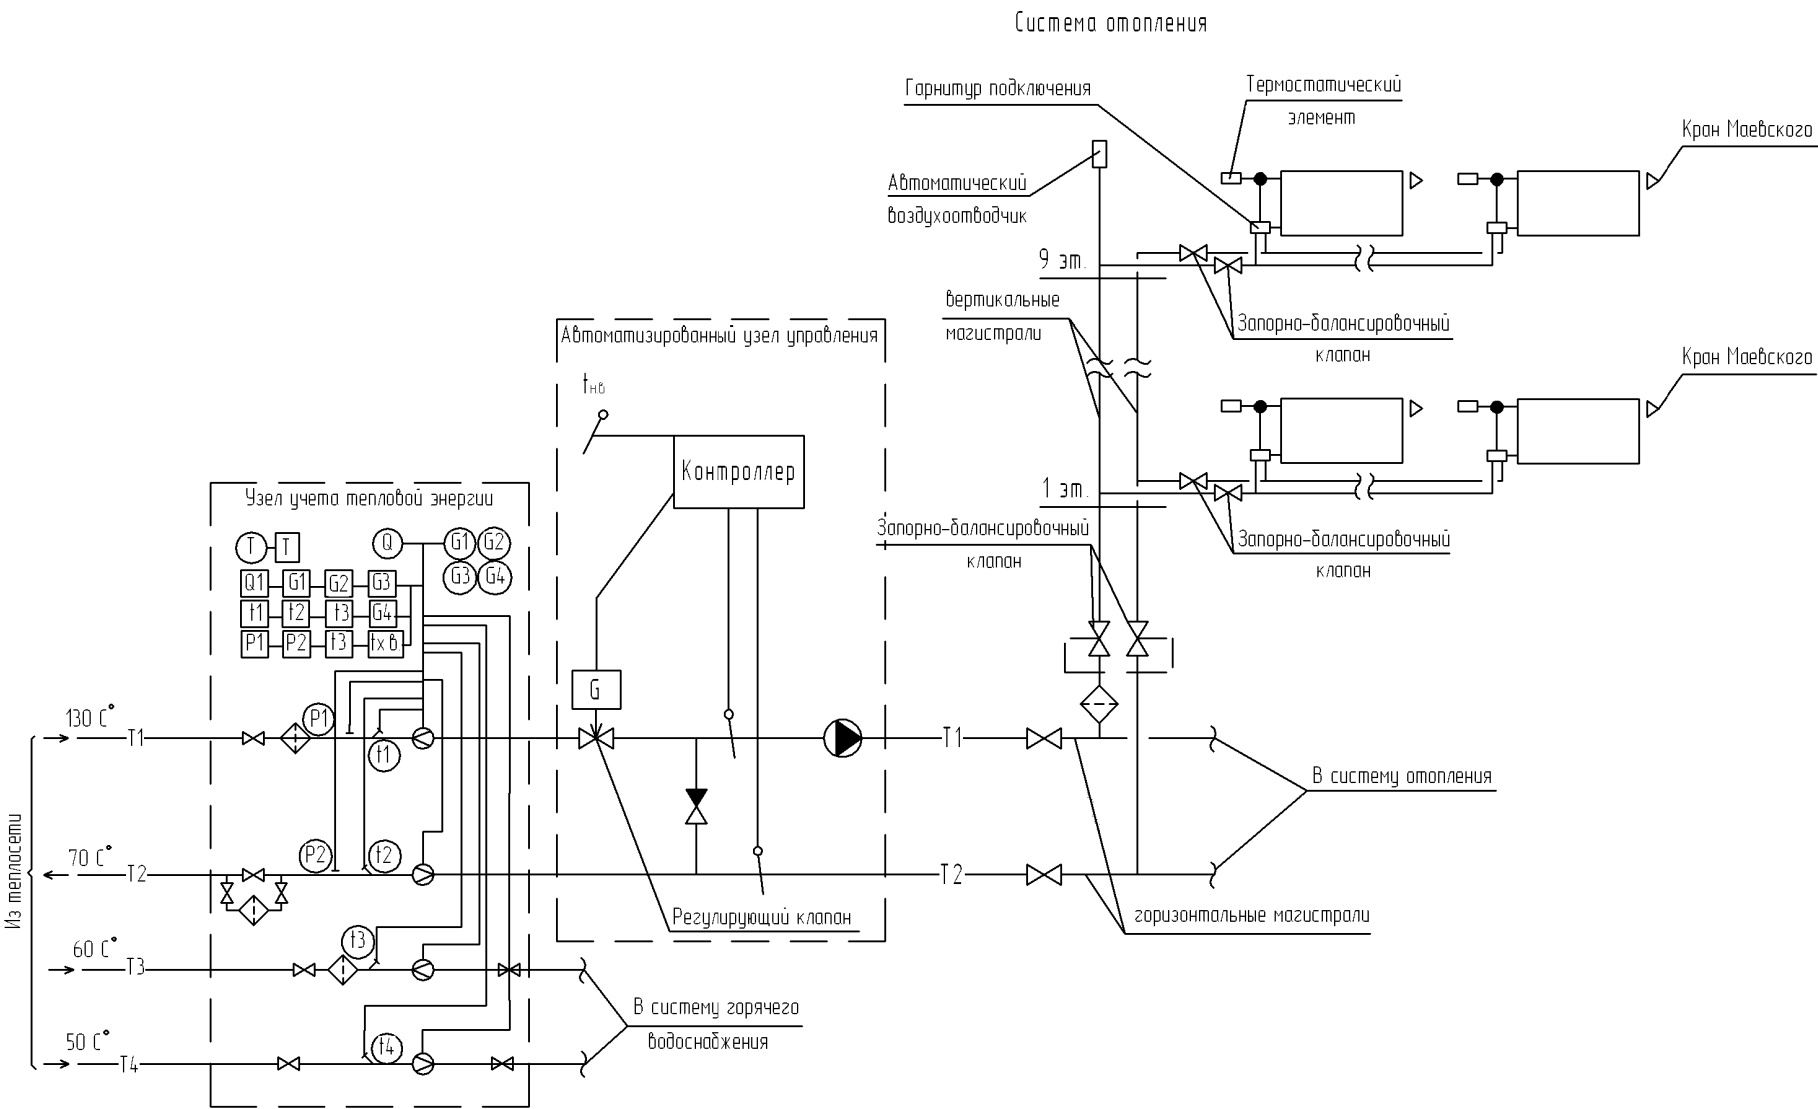 Система отопления
Гарнитур подключения
Термостатический
элемент
Кран Маевского
Автоматический
воздухоотводчик
9 эт.
вертикальные
магистрали
Запорно-балансировочный
клапан
Кран Маевского
Автоматизированный узел управления
tнв
Контроллер
1 эт.
Запорно-балансировочный
клапан
Запорно-балансировочный
клапан
Узел учета тепловой энергии
T T Q G1 G2
G3 G4
Q1 G1 G2 G3
t1 t2 t3 G4
P1 P2 t3 tхв.
G
130 C°
T1
P1
t1
T1
В систему отопления
Из теплосети
70 C°
T2
P2
t2
T2
Регулирующий клапан
горизонтальные магистрали
60 C°
T3
t3
В систему горячего
водоснабжения
50 C°
T4
t4